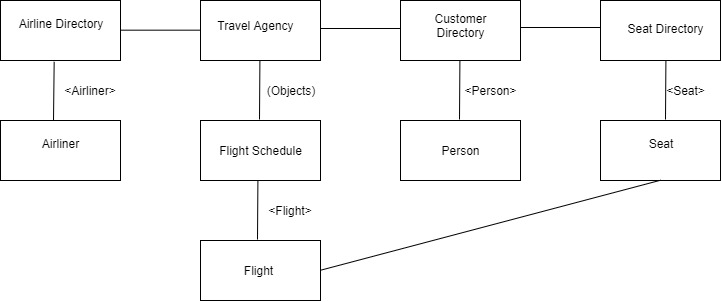 Airline Directory
Travel Agency
Customer
Directory
Seat Directory
<Airliner>
(Objects)
<Person>
<Seat>
Airliner
Flight Schedule
Person
Seat
<Flight>
Flight